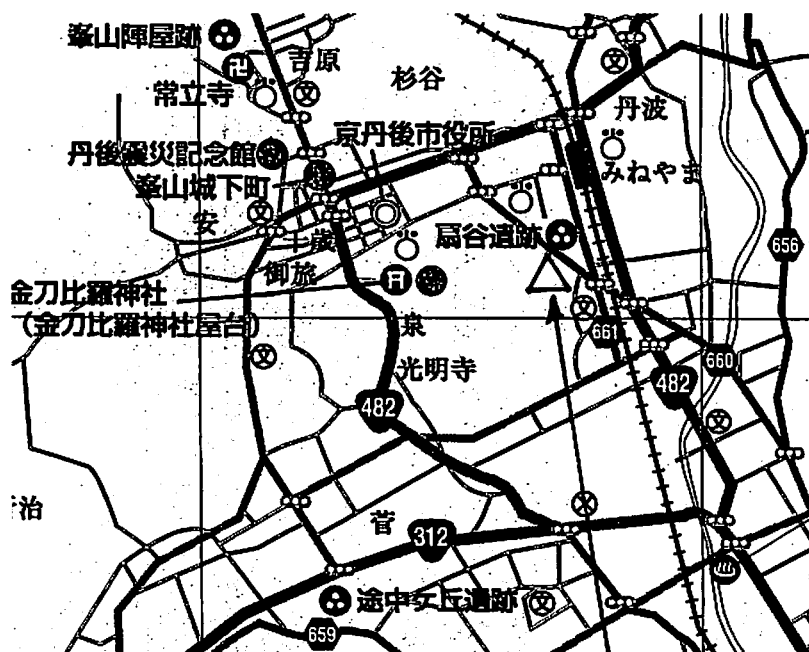 峯山陣屋跡
吉原
常立寺
杉谷
丹波
丹後震災記念館
京丹後市役所
峯山城下町
みねやま
安
千歳
扇谷遺跡
656
御旅
金刀比羅神社
(金刀比羅神社屋台)
泉
661
660
光明寺
482
482
治
菅
312
途中ケ丘遺跡
659